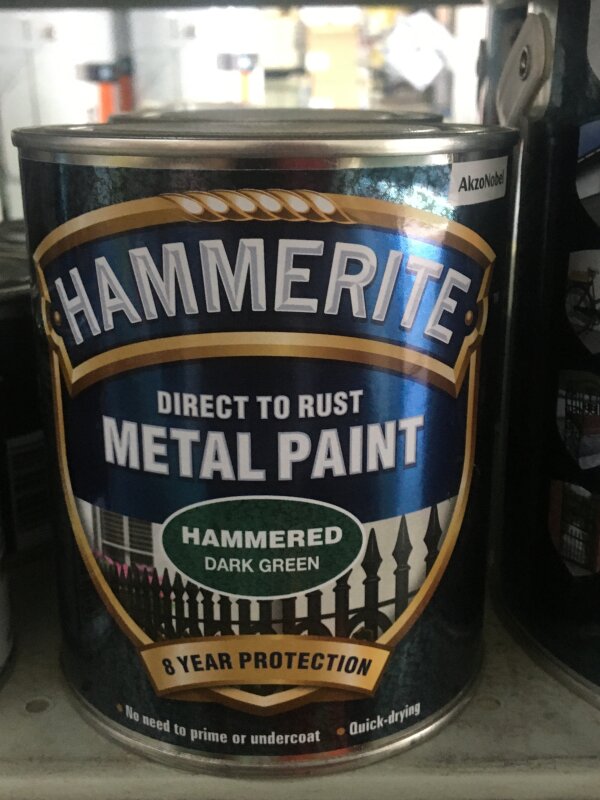 AkzoNobel
HAMMERITE
DIRECT TO RUST
METAL PAINT
HAMMERED
DARK GREEN
8 YEAR PROTECTION
• No need to prime or undercoat • Quick-drying